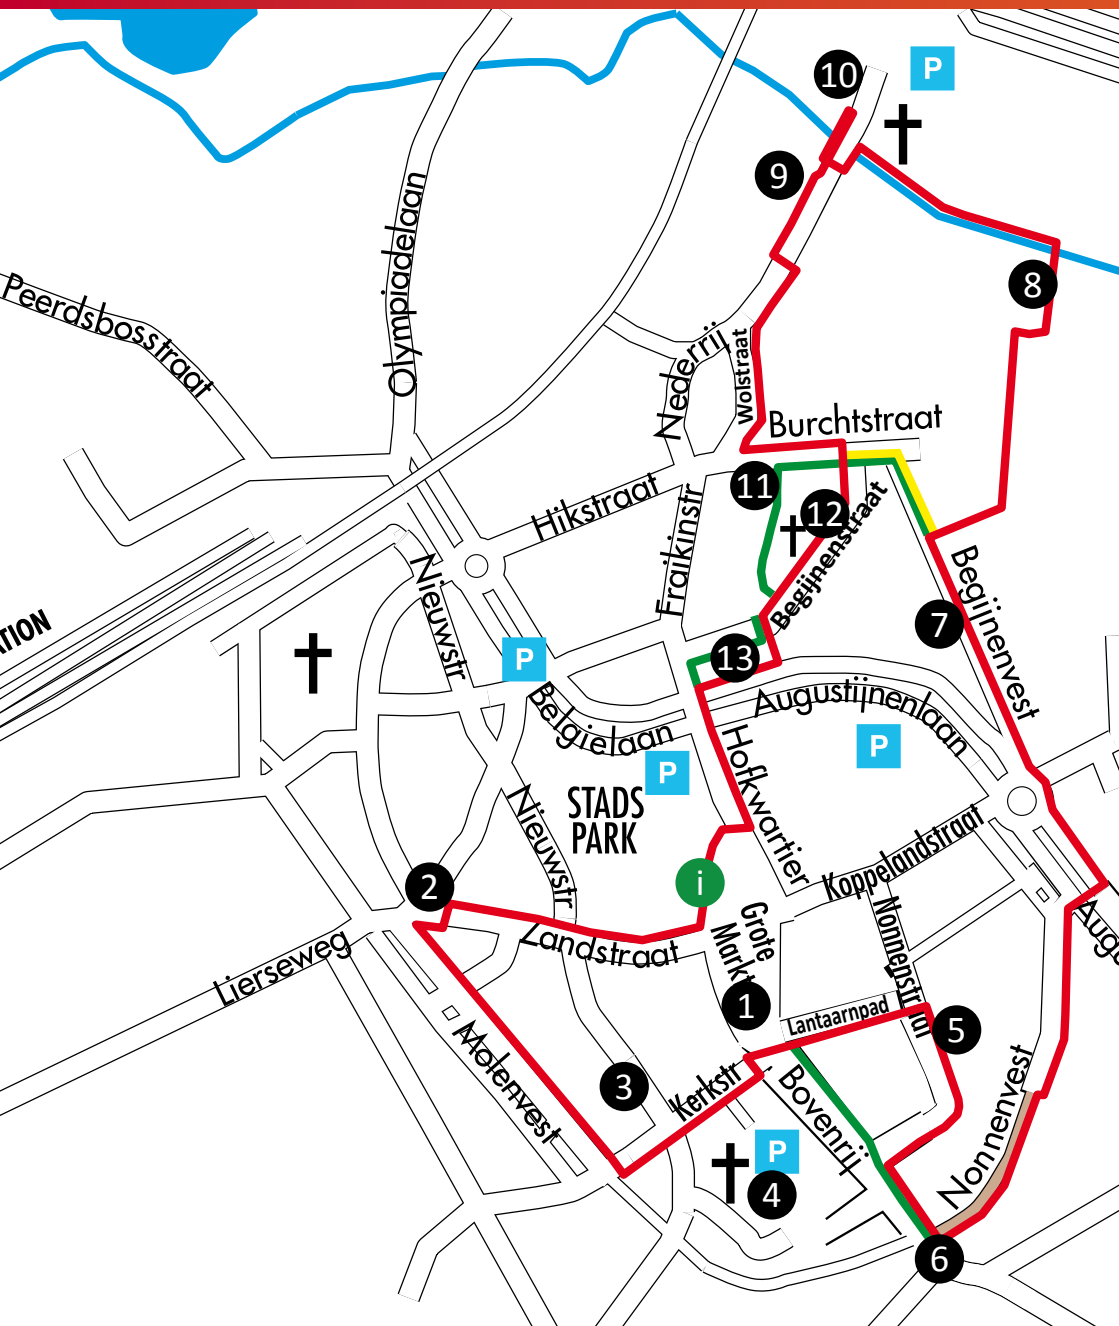 10
P
9
8
Peerdsbosstraat
Olympiadelaan
Nederrij
Wolstraat
Burchtstraat
Hikstraat
11
12
Fraikinstr
Begijnenstraat
Nieuwstr
Begijnenvest
7
TION
P
13
Augustijnenlaan
Belgielaan
P
P
Hofkwartier
STADS
PARK
Nieuwstr
Koppelandstraat
i
2
Grote
Markt
Nonnenstraat
Zandstraat
Augu
Lierseweg
1
Lantaarnpad
5
Molenvest
3
Kerkstr
Bovenrij
Nonnenvest
P
4
6